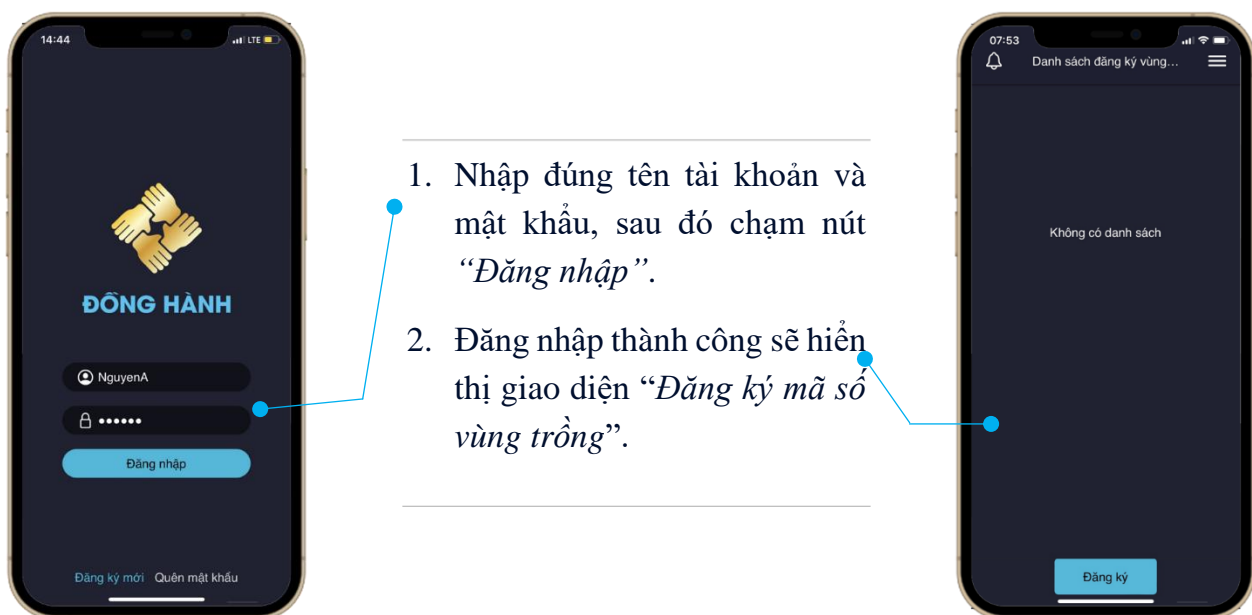 14:44
LTE
ĐỒNG HÀNH
NguyenA
••••••
Đăng nhập
Đăng ký mới Quên mật khẩu
1. Nhập đúng tên tài khoản và
mật khẩu, sau đó chạm nút
“Đăng nhập”.
2. Đăng nhập thành công sẽ hiển
thị giao diện “Đăng ký mã số
vùng trồng”.
07:53
Danh sách đăng ký vùng...
Không có danh sách
Đăng ký